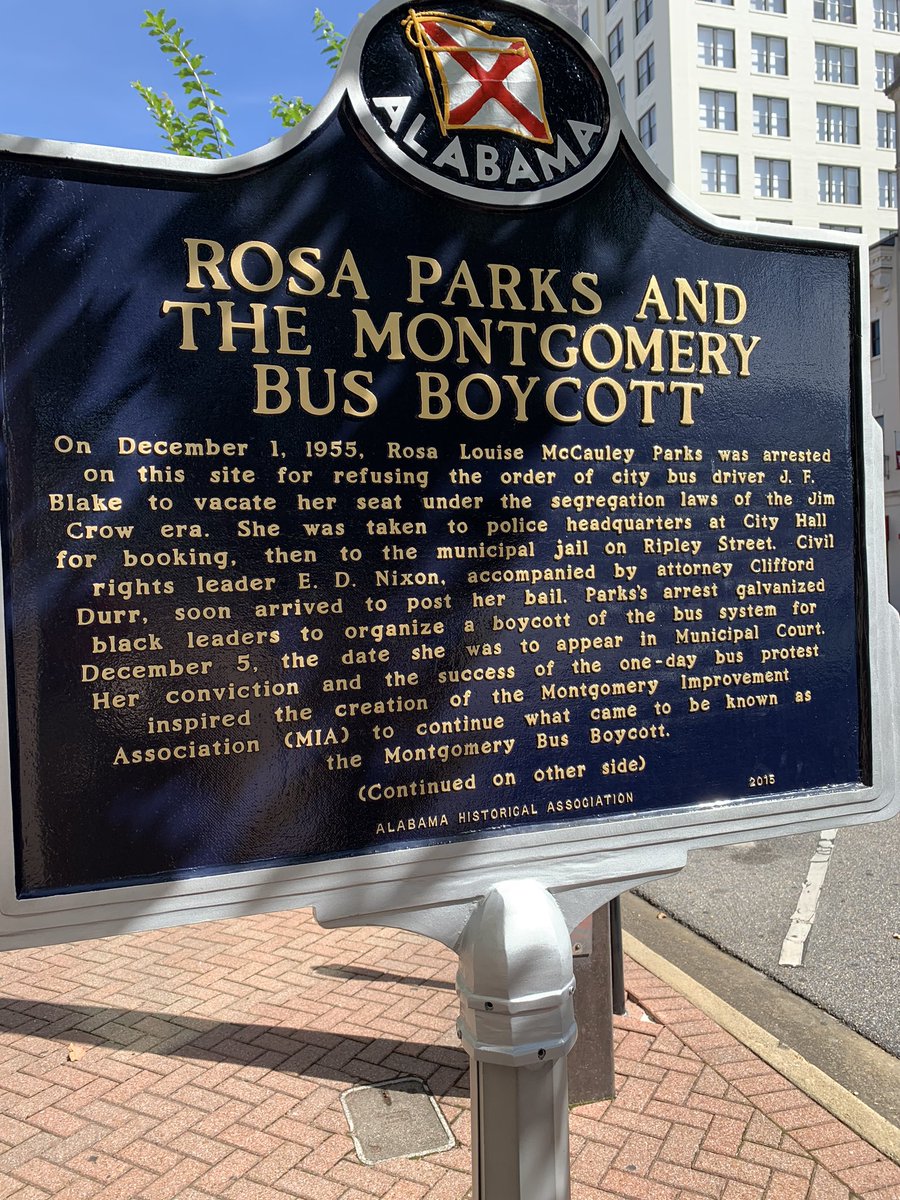 ALABAMA
ROSA PARKS AND
THE MONTGOMERY
BUS BOYCOTT
On December 1, 1955, Rosa Louise McCauley Parks was arrested
on this site for refusing the order of city bus driver J. F.
Blake to vacate her seat under the segregation laws of the Jim
Crow era. She was taken to police headquarters at City Hall
for booking, then to the municipal jail on Ripley Street. Civil
rights leader E. D. Nixon, accompanied by attorney Clifford
Durr, soon arrived to post her bail. Parks's arrest galvanized
black leaders to organize a boycott of the bus system for
December 5, the date she was to appear in Municipal Court.
Her conviction and the success of the one-day bus protest
inspired the creation of the Montgomery Improvement
Association (MIA) to continue what came to be known as
the Montgomery Bus Boycott.
(Continued on other side)
ALABAMA HISTORICAL ASSOCIATION
2015